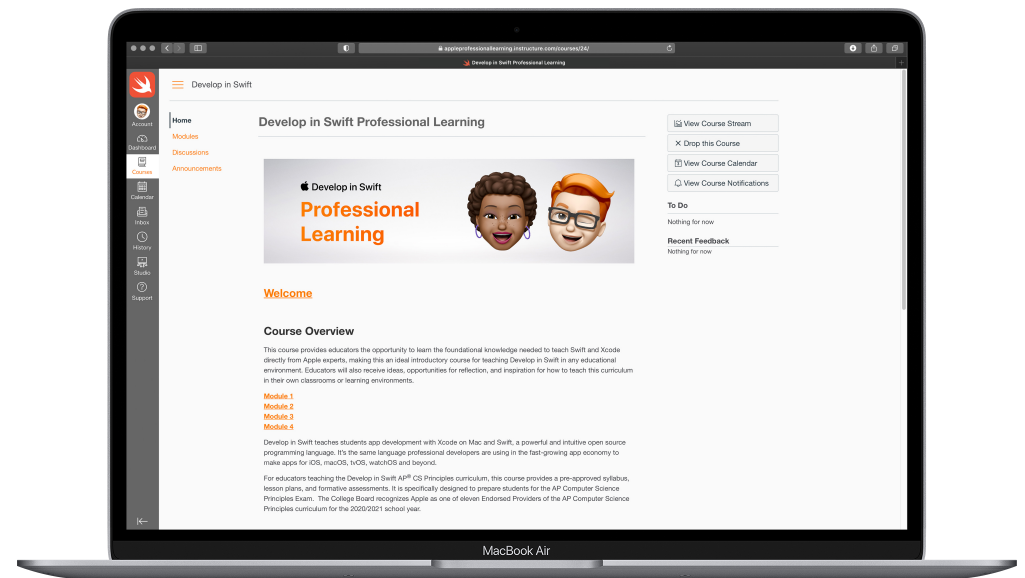 appleprofessionallearning.instructure.com/courses/24/
Develop in Swift Professional Learning
Develop in Swift
Account
Dashboard
Courses
Calendar
Inbox
History
Studio
Support
Home
Modules
Discussions
Announcements
Develop in Swift Professional Learning
Develop in Swift
Professional
Learning
Welcome
Course Overview
This course provides educators the opportunity to learn the foundational knowledge needed to teach Swift and Xcode
directly from Apple experts, making this an ideal introductory course for teaching Develop in Swift in any educational
environment. Educators will also receive ideas, opportunities for reflection, and inspiration for how to teach this curriculum
in their own classrooms or learning environments.
Module 1
Module 2
Module 3
Module 4
Develop in Swift teaches students app development with Xcode on Mac and Swift, a powerful and intuitive open source
programming language. It's the same language professional developers are using in the fast-growing app economy to
make apps for iOS, macOS, tvOS, watchOS and beyond.
For educators teaching the Develop in Swift AP® CS Principles curriculum, this course provides a pre-approved syllabus,
lesson plans, and formative assessments. It is specifically designed to prepare students for the AP Computer Science
Principles Exam. The College Board recognizes Apple as one of eleven Endorsed Providers of the AP Computer Science
Principles curriculum for the 2020/2021 school year.
View Course Stream
Drop this Course
View Course Calendar
View Course Notifications
To Do
Nothing for now
Recent Feedback
Nothing for now
MacBook Air